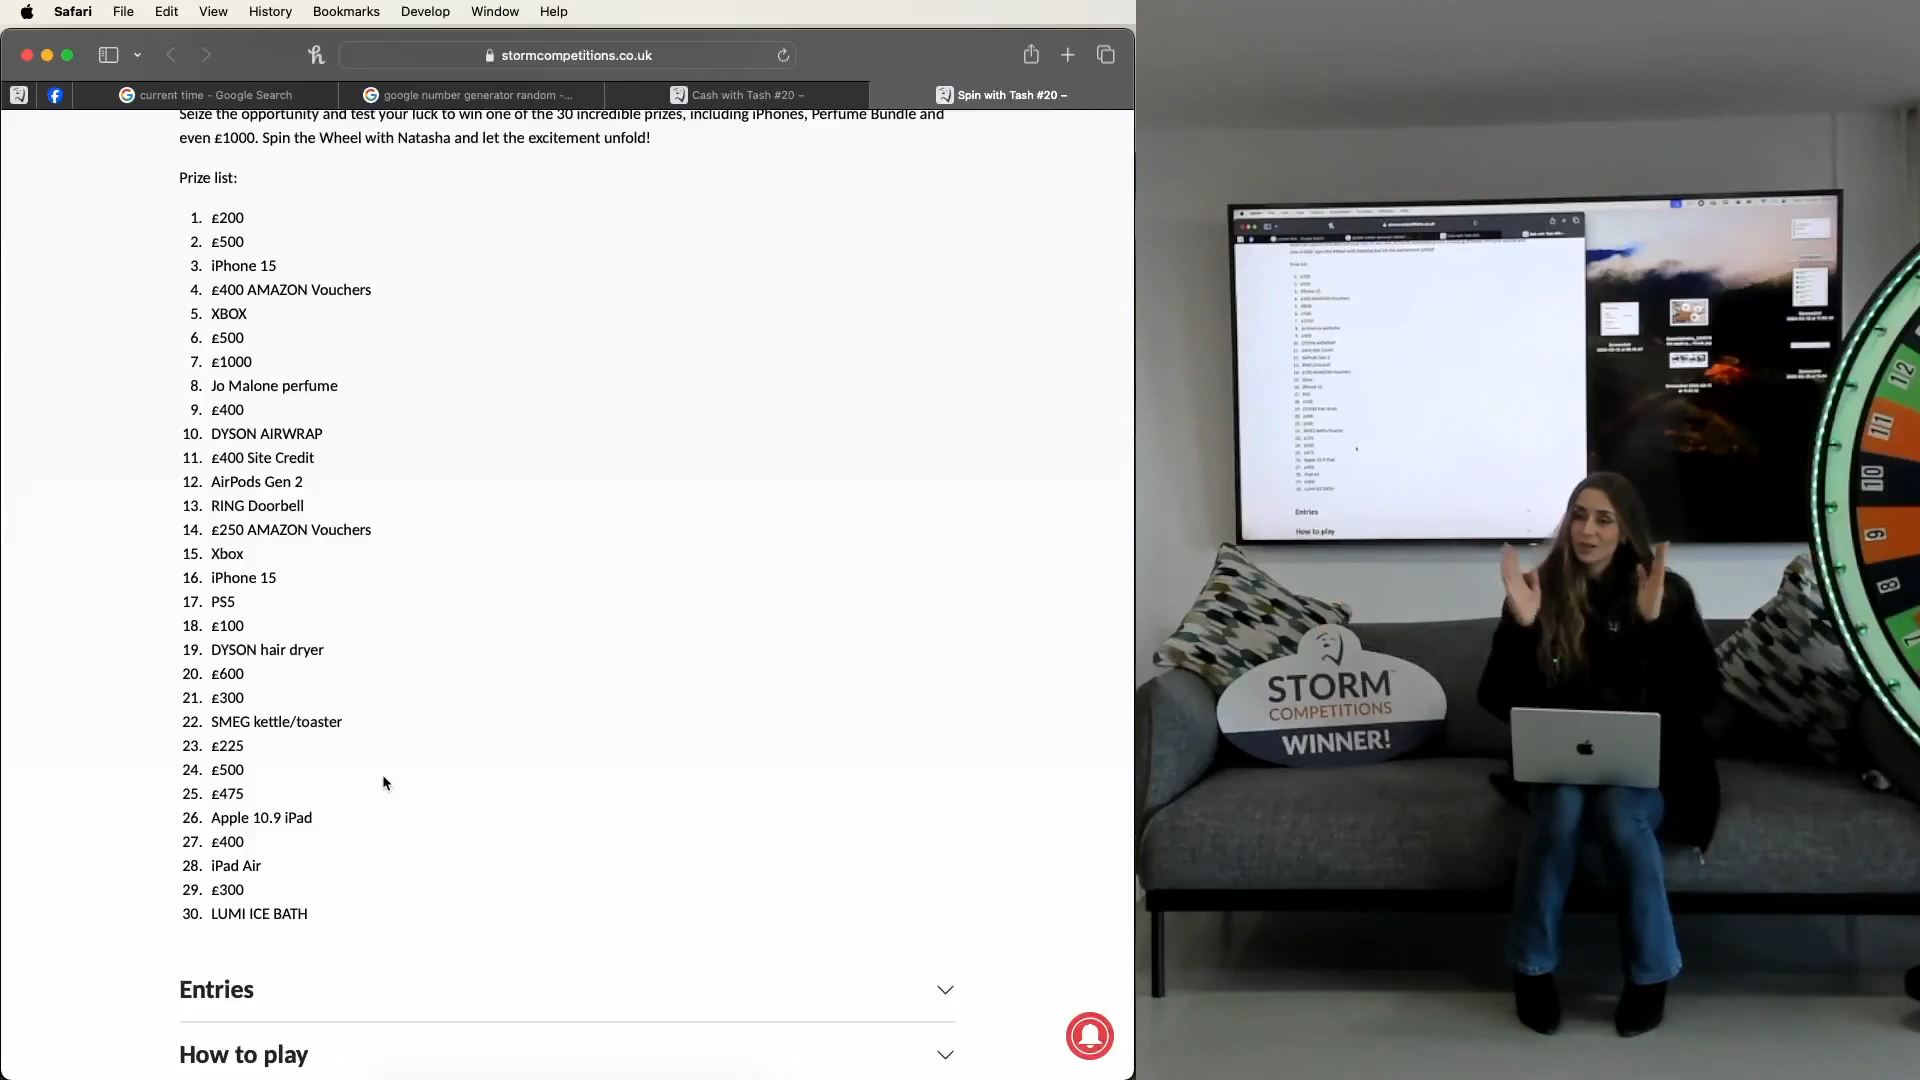 Safari File Edit View History Bookmarks Develop Window Help
stormcompetitions.co.uk
current time - Google Search
google number generator random -...
Cash with Tash #20 –
Spin with Tash #20 –
Seize the opportunity and test your luck to win one of the 30 incredible prizes, including iPhones, Perfume Bundle and
even £1000. Spin the Wheel with Natasha and let the excitement unfold!
Prize list:
1. £200
2. £500
3. iPhone 15
4. £400 AMAZON Vouchers
5. XBOX
6. £500
7. £1000
8. Jo Malone perfume
9. £400
10. DYSON AIRWRAP
11. £400 Site Credit
12. AirPods Gen 2
13. RING Doorbell
14. £250 AMAZON Vouchers
15. Xbox
16. iPhone 15
17. PS5
18. £100
19. DYSON hair dryer
20. £600
21. £300
22. SMEG kettle/toaster
23. £225
24. £500
25. £475
26. Apple 10.9 iPad
27. £400
28. iPad Air
29. £300
30. LUMI ICE BATH
Entries
How to play
Entries
How to play
STORM
COMPETITIONS
WINNER!
12
11
10
9
8
7